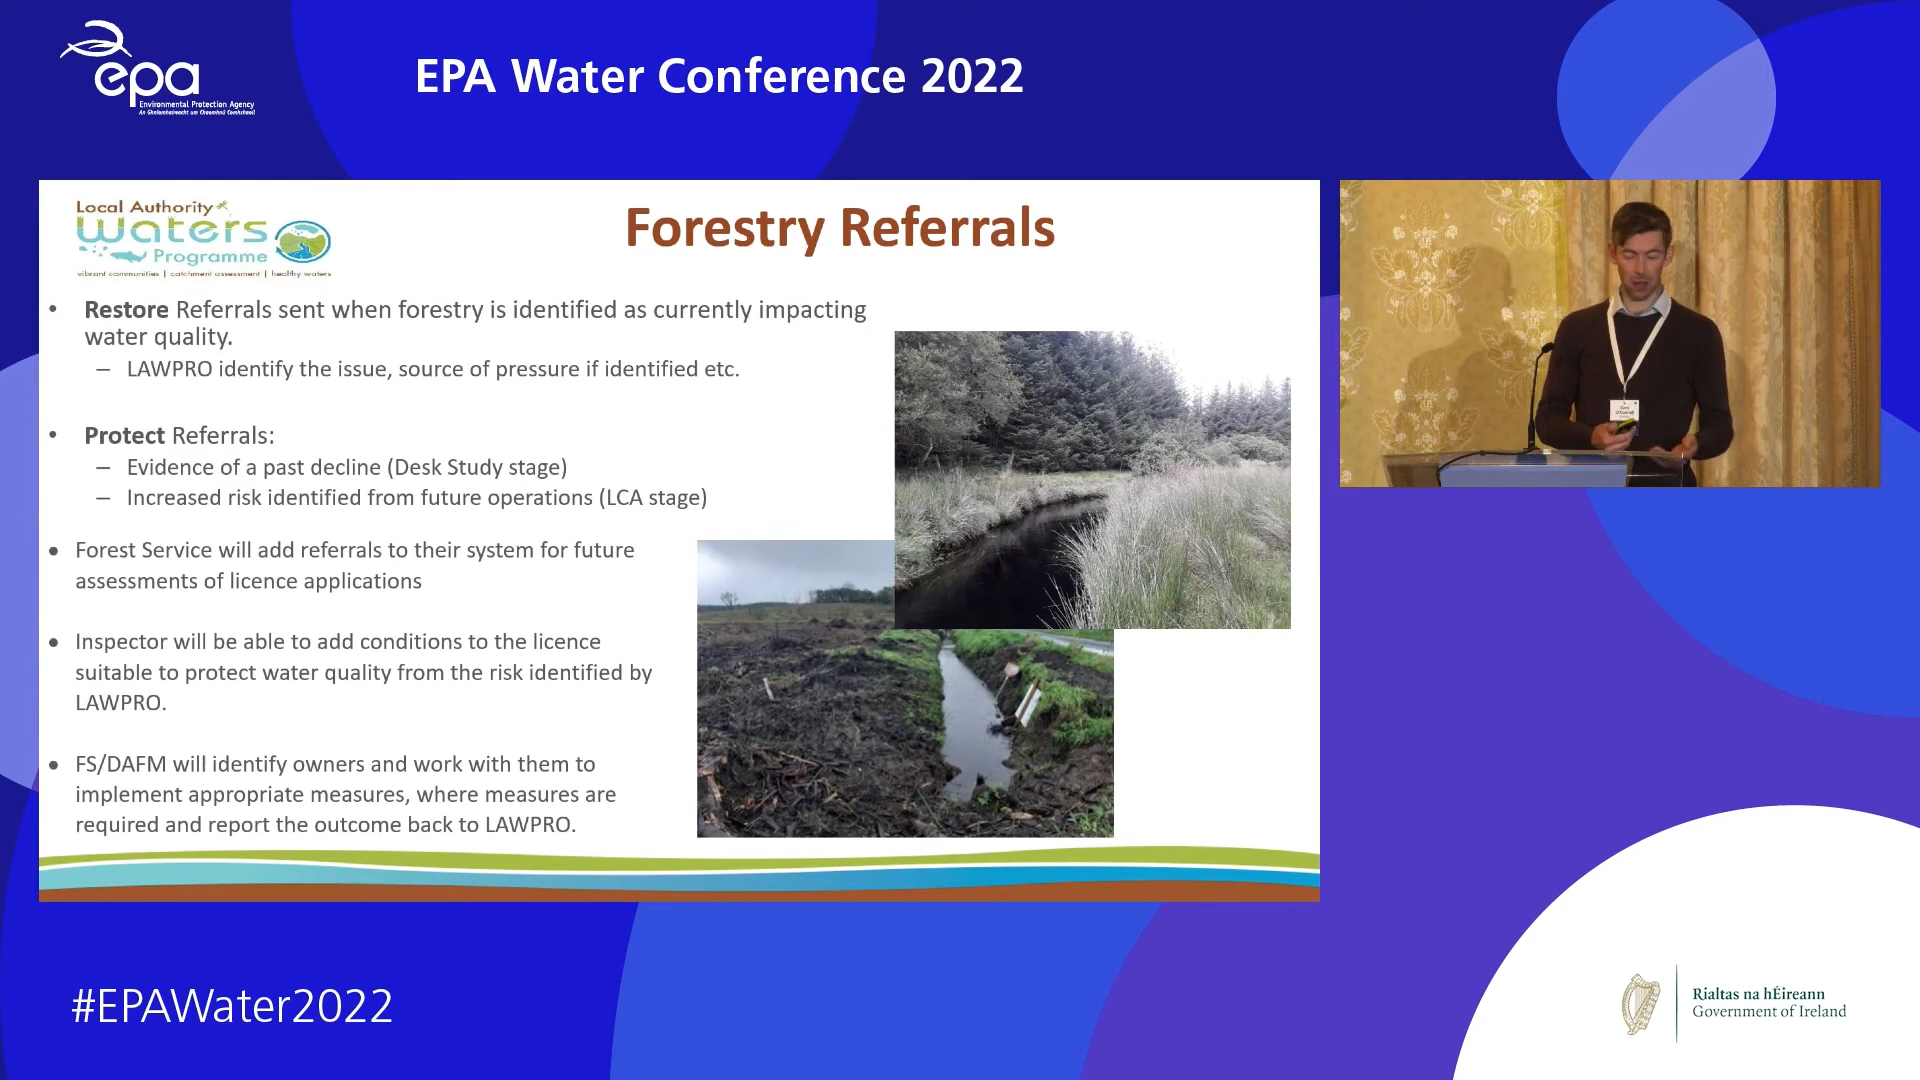 epa
Environmental Protection Agency
An Ghníomhaireacht um Chaomhnú Comhshaoil
EPA Water Conference 2022
Local Authority
Waters
Programme
vibrant communities | catchment assessment | healthy waters
Forestry Referrals
• Restore Referrals sent when forestry is identified as currently impacting
water quality.
– LAWPRO identify the issue, source of pressure if identified etc.
• Protect Referrals:
– Evidence of a past decline (Desk Study stage)
– Increased risk identified from future operations (LCA stage)
• Forest Service will add referrals to their system for future
assessments of licence applications
• Inspector will be able to add conditions to the licence
suitable to protect water quality from the risk identified by
LAWPRO.
• FS/DAFM will identify owners and work with them to
implement appropriate measures, where measures are
required and report the outcome back to LAWPRO.
#EPAWater2022
Rialtas na hÉireann
Government of Ireland